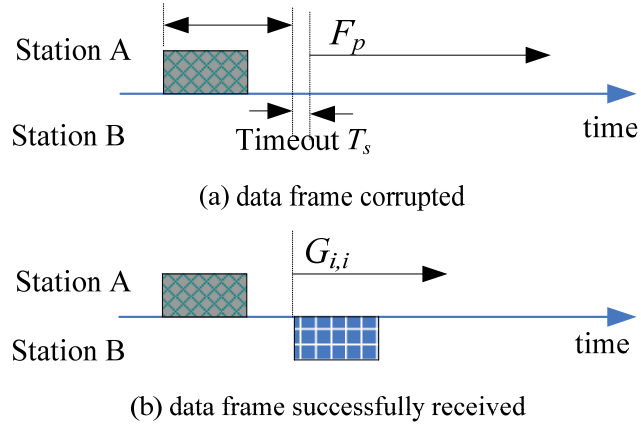 Station A
F_p
Station B
Timeout T_s
time
(a) data frame corrupted
G_{i,i}
Station A
Station B
time
(b) data frame successfully received